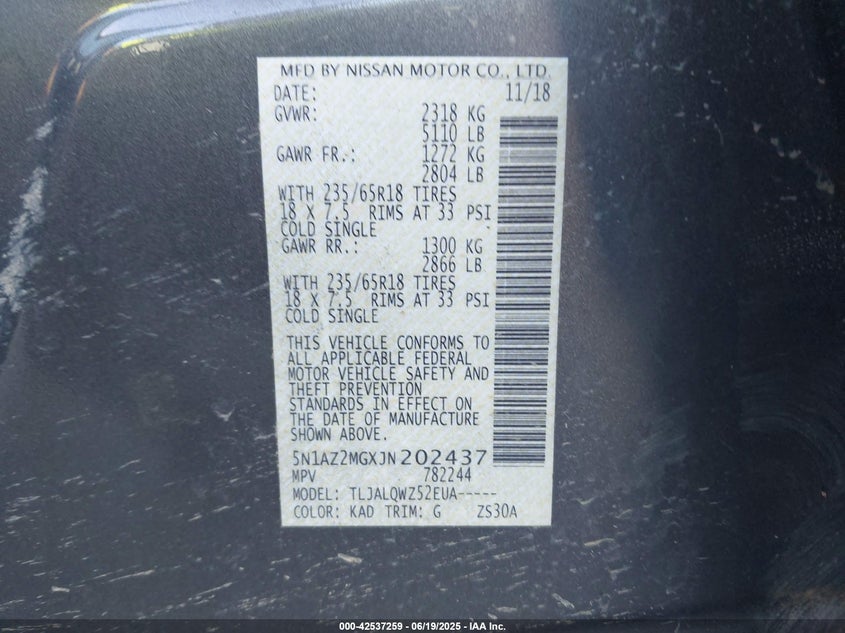 MFD BY NISSAN MOTOR CO., LTD.
DATE: 11/18
GVWR: 2318 KG
5110 LB
GAWR FR.: 1272 KG
2804 LB
WITH 235/65R18 TIRES
18 X 7.5 RIMS AT 33 PSI
COLD SINGLE
GAWR RR.: 1300 KG
2866 LB
WITH 235/65R18 TIRES
18 X 7.5 RIMS AT 33 PSI
COLD SINGLE
THIS VEHICLE CONFORMS TO
ALL APPLICABLE FEDERAL
MOTOR VEHICLE SAFETY AND
THEFT PREVENTION
STANDARDS IN EFFECT ON
THE DATE OF MANUFACTURE
SHOWN ABOVE.
5N1AZ2MGXJN202437
MPV 782244
MODEL: TLJALQWZ52EUA-----
COLOR: KAD TRIM: G ZS30A
000-42537259 - 06/19/2025 - IAA Inc.